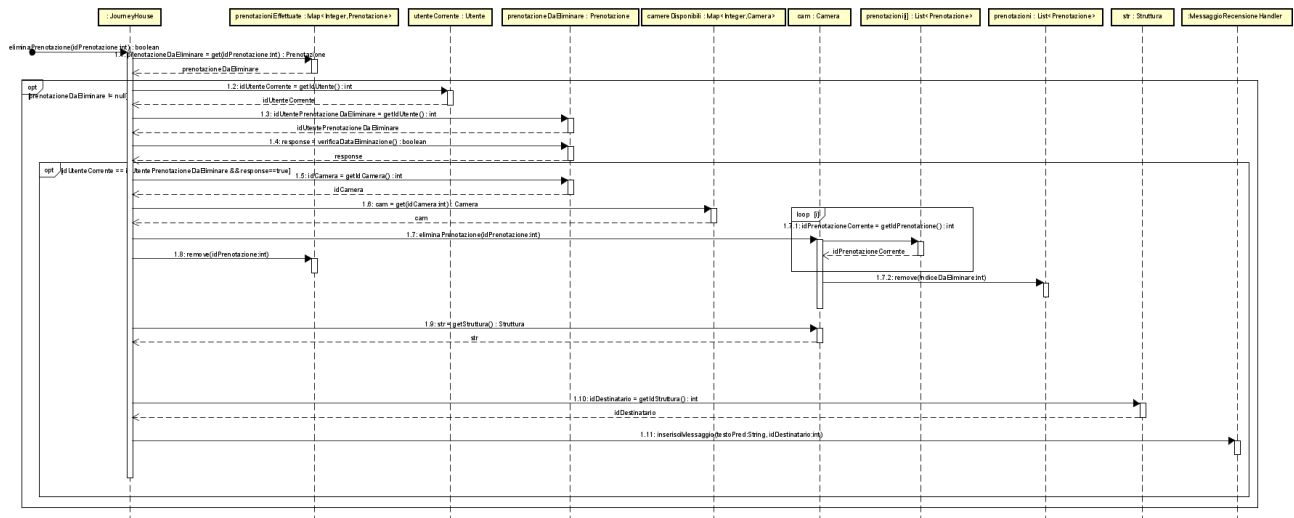 : JourneyHouse
prenotazioniEffettuate : Map<Integer,Prenotazione>
utenteCorrente : Utente
prenotazioneDaEliminare : Prenotazione
camereDisponibili : Map<Integer,Camera>
cam : Camera
prenotazioni[i] : List<Prenotazione>
prenotazioni : List<Prenotazione>
str : Struttura
:MessaggioRecensioneHandler
eliminaPrenotazione(idPrenotazione:int) : boolean
1.1: prenotazioneDaEliminare = get(idPrenotazione:int) : Prenotazione
prenotazioneDaEliminare
opt
[prenotazioneDaEliminare != null]
1.2: idUtenteCorrente = getIdUtente() : int
idUtenteCorrente
1.3: idUtentePrenotazioneDaEliminare = getIdUtente() : int
idUtentePrenotazioneDaEliminare
1.4: response = verificaDataEliminazione() : boolean
response
opt
[idUtenteCorrente == idUtentePrenotazioneDaEliminare && response==true]
1.5: idCamera = getIdCamera() : int
idCamera
1.6: cam = get(idCamera:int) : Camera
cam
loop [i]
1.7.1: idPrenotazioneCorrente = getIdPrenotazione() : int
1.7: eliminaPrenotazione(idPrenotazione:int)
idPrenotazioneCorrente
1.8: remove(idPrenotazione:int)
1.7.2: remove(indiceDaEliminare:int)
1.9: str = getStruttura() : Struttura
str
1.10: idDestinatario = getIdStruttura() : int
idDestinatario
1.11: inserisciMessaggio(testoPred:String, idDestinatario:int)